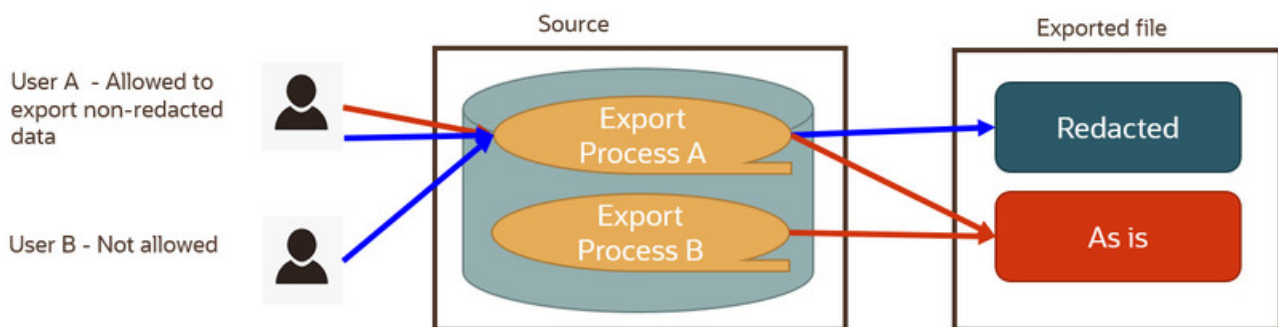 Source
Exported file
User A - Allowed to
export non-redacted
data
Export
Process A
Redacted
User B - Not allowed
Export
Process B
As is